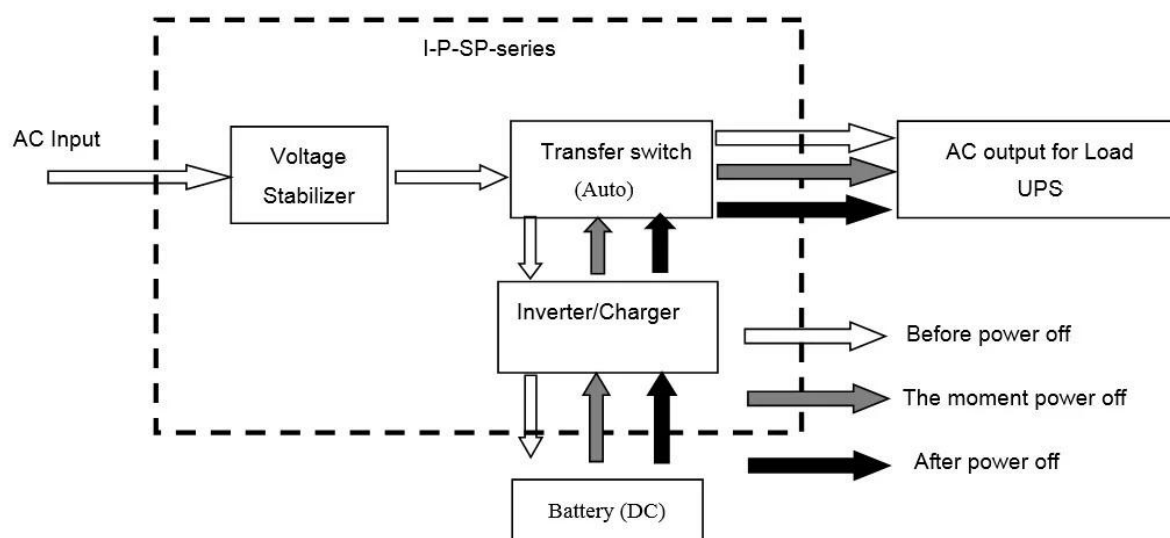 I-P-SP-series
AC Input
Voltage
Stabilizer
Transfer switch
(Auto)
AC output for Load
UPS
Inverter/Charger
Before power off
The moment power off
After power off
Battery (DC)